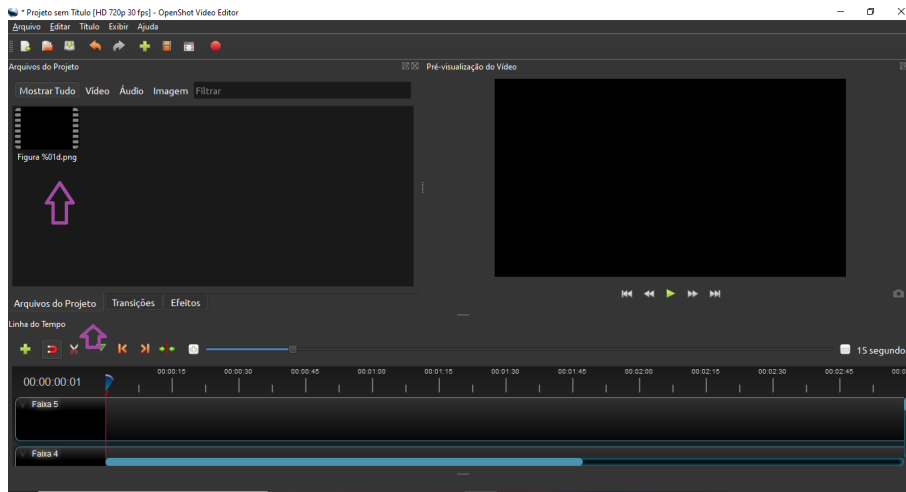 * Projeto sem Título [HD 720p 30 fps] - OpenShot Video Editor
Arquivo Editar Título Exibir Ajuda
Arquivos do Projeto
Pré-visualização do Vídeo
Mostrar Tudo Vídeo Áudio Imagem Filtrar
Figura %01d.png
Arquivos do Projeto Transições Efeitos
Linha do Tempo
15 segundo
00:00:00:01
00:00:15 00:00:30 00:00:45 00:01:00 00:01:15 00:01:30 00:01:45 00:02:00 00:02:15 00:02:30 00:02:45 00:0
Faixa 5
Faixa 4